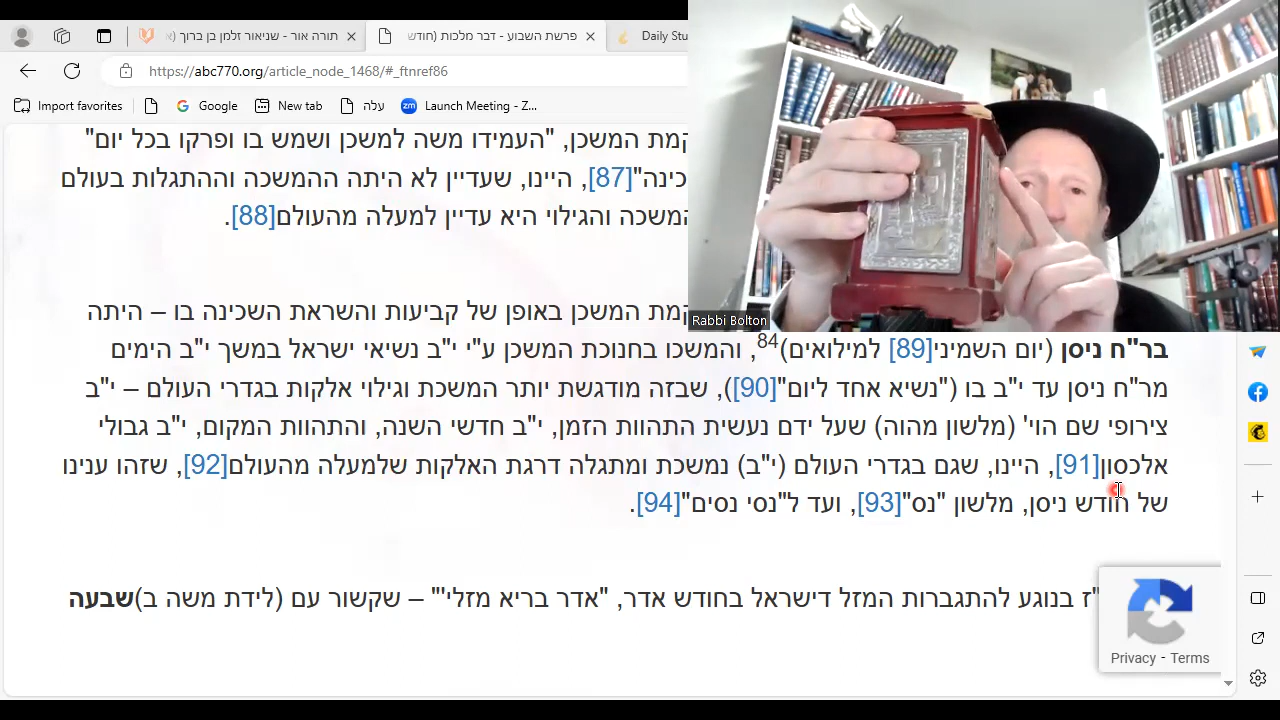 תורה אור - שניאור זלמן בן ברוך (א
פרשת השבוע - דבר מלכות (חודש
Daily Stu
https://abc770.org/article_node_1468/#_ftnref86
Import favorites
Google
New tab
עלה
Launch Meeting - Z...
קמת המשכן, "העמידו משה למשכן ושמש בו ופרקו בכל יום"
כינה"[87], היינו, שעדיין לא היתה ההמשכה וההתגלות בעולם
המשכה והגילוי היא עדיין למעלה מהעולם[88].
Rabbi Bolton
קמת המשכן באופן של קביעות והשראת השכינה בו – היתה
בר"ח ניסן (יום השמיני[89] למילואים)84, והמשכו בחנוכת המשכן ע"י י"ב נשיאי ישראל במשך י"ב הימים
מר"ח ניסן עד י"ב בו ("נשיא אחד ליום"[90]), שבזה מודגשת יותר המשכת וגילוי אלקות בגדרי העולם – י"ב
צירופי שם הוי' (מלשון מהוה) שעל ידם נעשית התהוות הזמן, י"ב חדשי השנה, והתהוות המקום, י"ב גבולי
אלכסון[91], היינו, שגם בגדרי העולם (י"ב) נמשכת ומתגלה דרגת האלקות שלמעלה מהעולם[92], שזהו ענינו
של חודש ניסן, מלשון "נס"[93], ועד ל"נסי נסים"[94].
"ז בנוגע להתגברות המזל דישראל בחודש אדר, "אדר בריא מזלי'" – שקשור עם (לידת משה ב)שבעה
Privacy - Terms